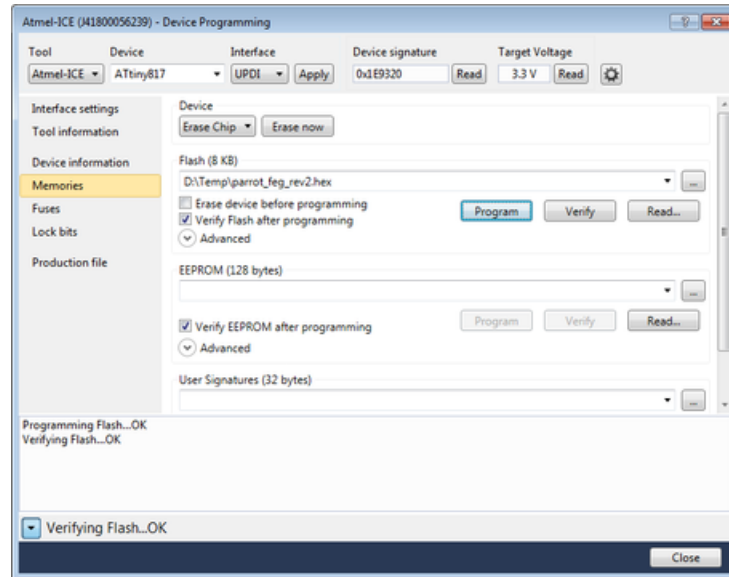 Atmel-ICE (J41800056239) - Device Programming
Tool Device Interface Device signature Target Voltage
Atmel-ICE ATtiny817 UPDI Apply 0x1E9320 Read 3.3 V Read
Interface settings
Tool information
Device information
Memories
Fuses
Lock bits
Production file
Device
Erase Chip Erase now
Flash (8 KB)
D:\Temp\parrot_feg_rev2.hex ...
Erase device before programming
Verify Flash after programming
Program Verify Read...
Advanced
EEPROM (128 bytes)
...
Verify EEPROM after programming
Program Verify Read...
Advanced
User Signatures (32 bytes)
...
Programming Flash...OK
Verifying Flash...OK
Verifying Flash...OK
Close